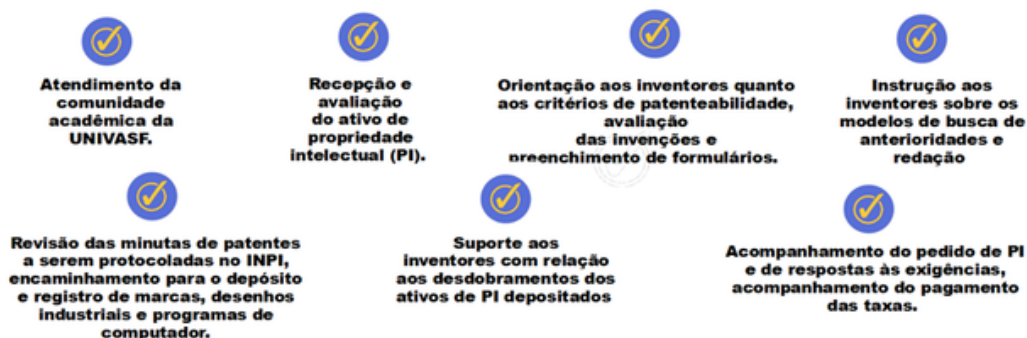 Atendimento da
comunidade
acadêmica da
UNIVASF.
Recepção e
avaliação
do ativo de
propriedade
intelectual (PI).
Orientação aos inventores quanto
aos critérios de patenteabilidade,
avaliação
das invenções e
preenchimento de formulários.
Instrução aos
inventores sobre os
modelos de busca de
anterioridades e
redação
Revisão das minutas de patentes
a serem protocoladas no INPI,
encaminhamento para o depósito
e registro de marcas, desenhos
industriais e programas de
computador.
Suporte aos
inventores com relação
aos desdobramentos dos
ativos de PI depositados
Acompanhamento do pedido de PI
e de respostas às exigências,
acompanhamento do pagamento
das taxas.